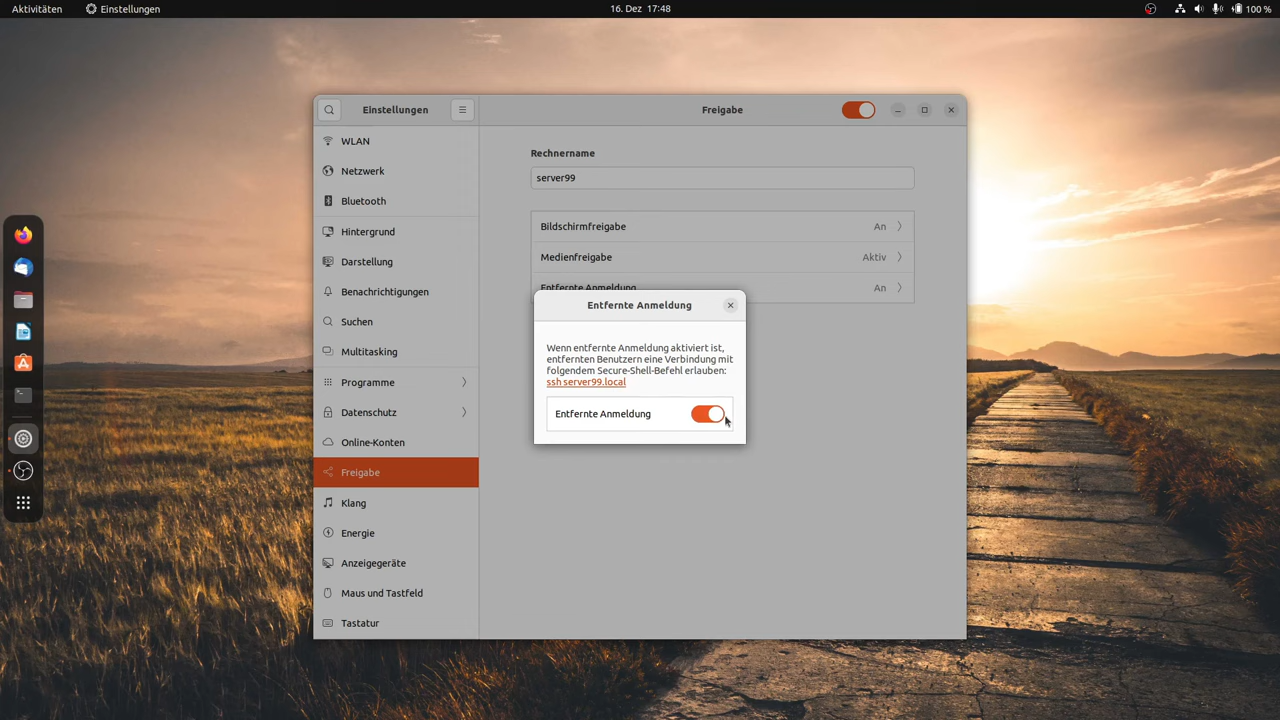 Aktivitäten
Einstellungen
16. Dez 17:48
100 %
Einstellungen
Freigabe
WLAN
Netzwerk
Bluetooth
Hintergrund
Darstellung
Benachrichtigungen
Suchen
Multitasking
Programme
Datenschutz
Online-Konten
Freigabe
Klang
Energie
Anzeigegeräte
Maus und Tastfeld
Tastatur
Rechnername
server99
Bildschirmfreigabe An
Medienfreigabe Aktiv
Entfernte Anmeldung An
Entfernte Anmeldung
Wenn entfernte Anmeldung aktiviert ist,
entfernten Benutzern eine Verbindung mit
folgendem Secure-Shell-Befehl erlauben:
ssh server99.local
Entfernte Anmeldung